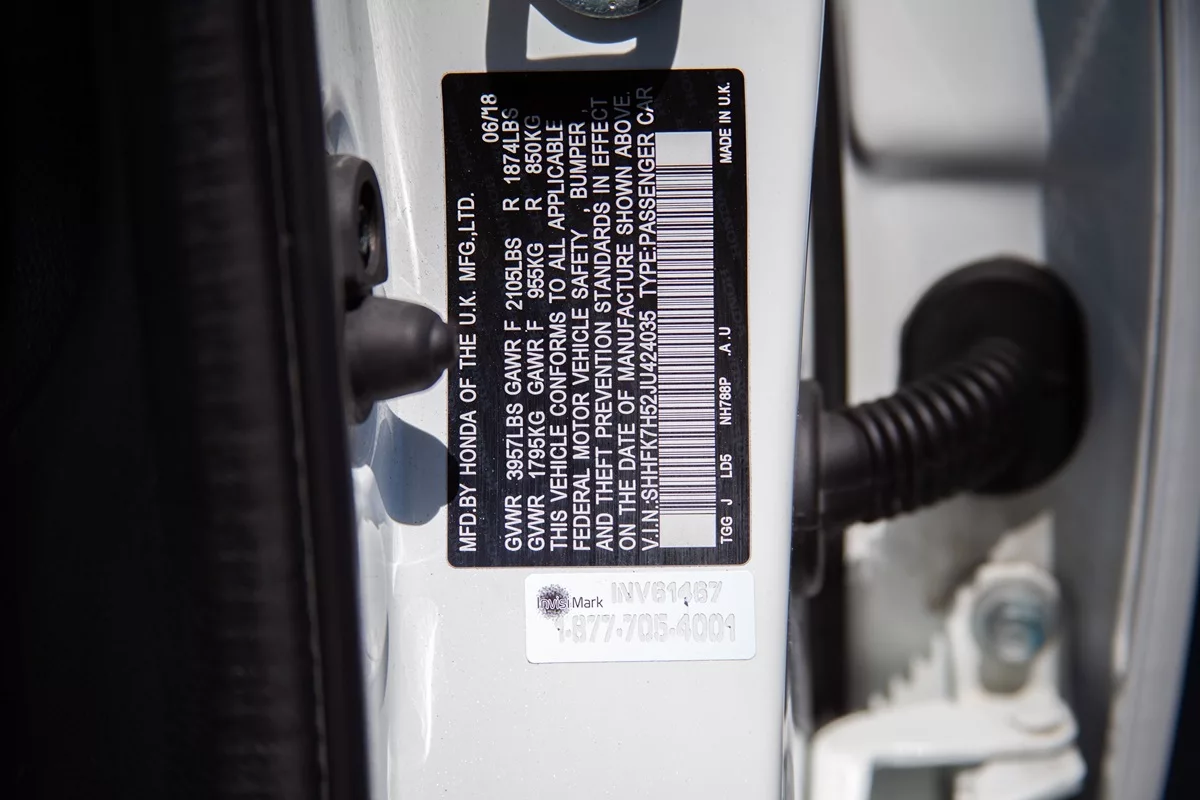 MFD.BY HONDA OF THE U.K. MFG.,LTD.
06/18
GVWR 3957LBS GAWR F 2105LBS R 1874LBS
GVWR 1795KG GAWR F 955KG R 850KG
THIS VEHICLE CONFORMS TO ALL APPLICABLE
FEDERAL MOTOR VEHICLE SAFETY , BUMPER ,
AND THEFT PREVENTION STANDARDS IN EFFECT
ON THE DATE OF MANUFACTURE SHOWN ABOVE.
V.I.N.:SHHFK7H52JU424035 TYPE:PASSENGER CAR
TGG J LD5 NH788P .A.U MADE IN U.K.
InvisiMark INV61467
1-877-705-4001